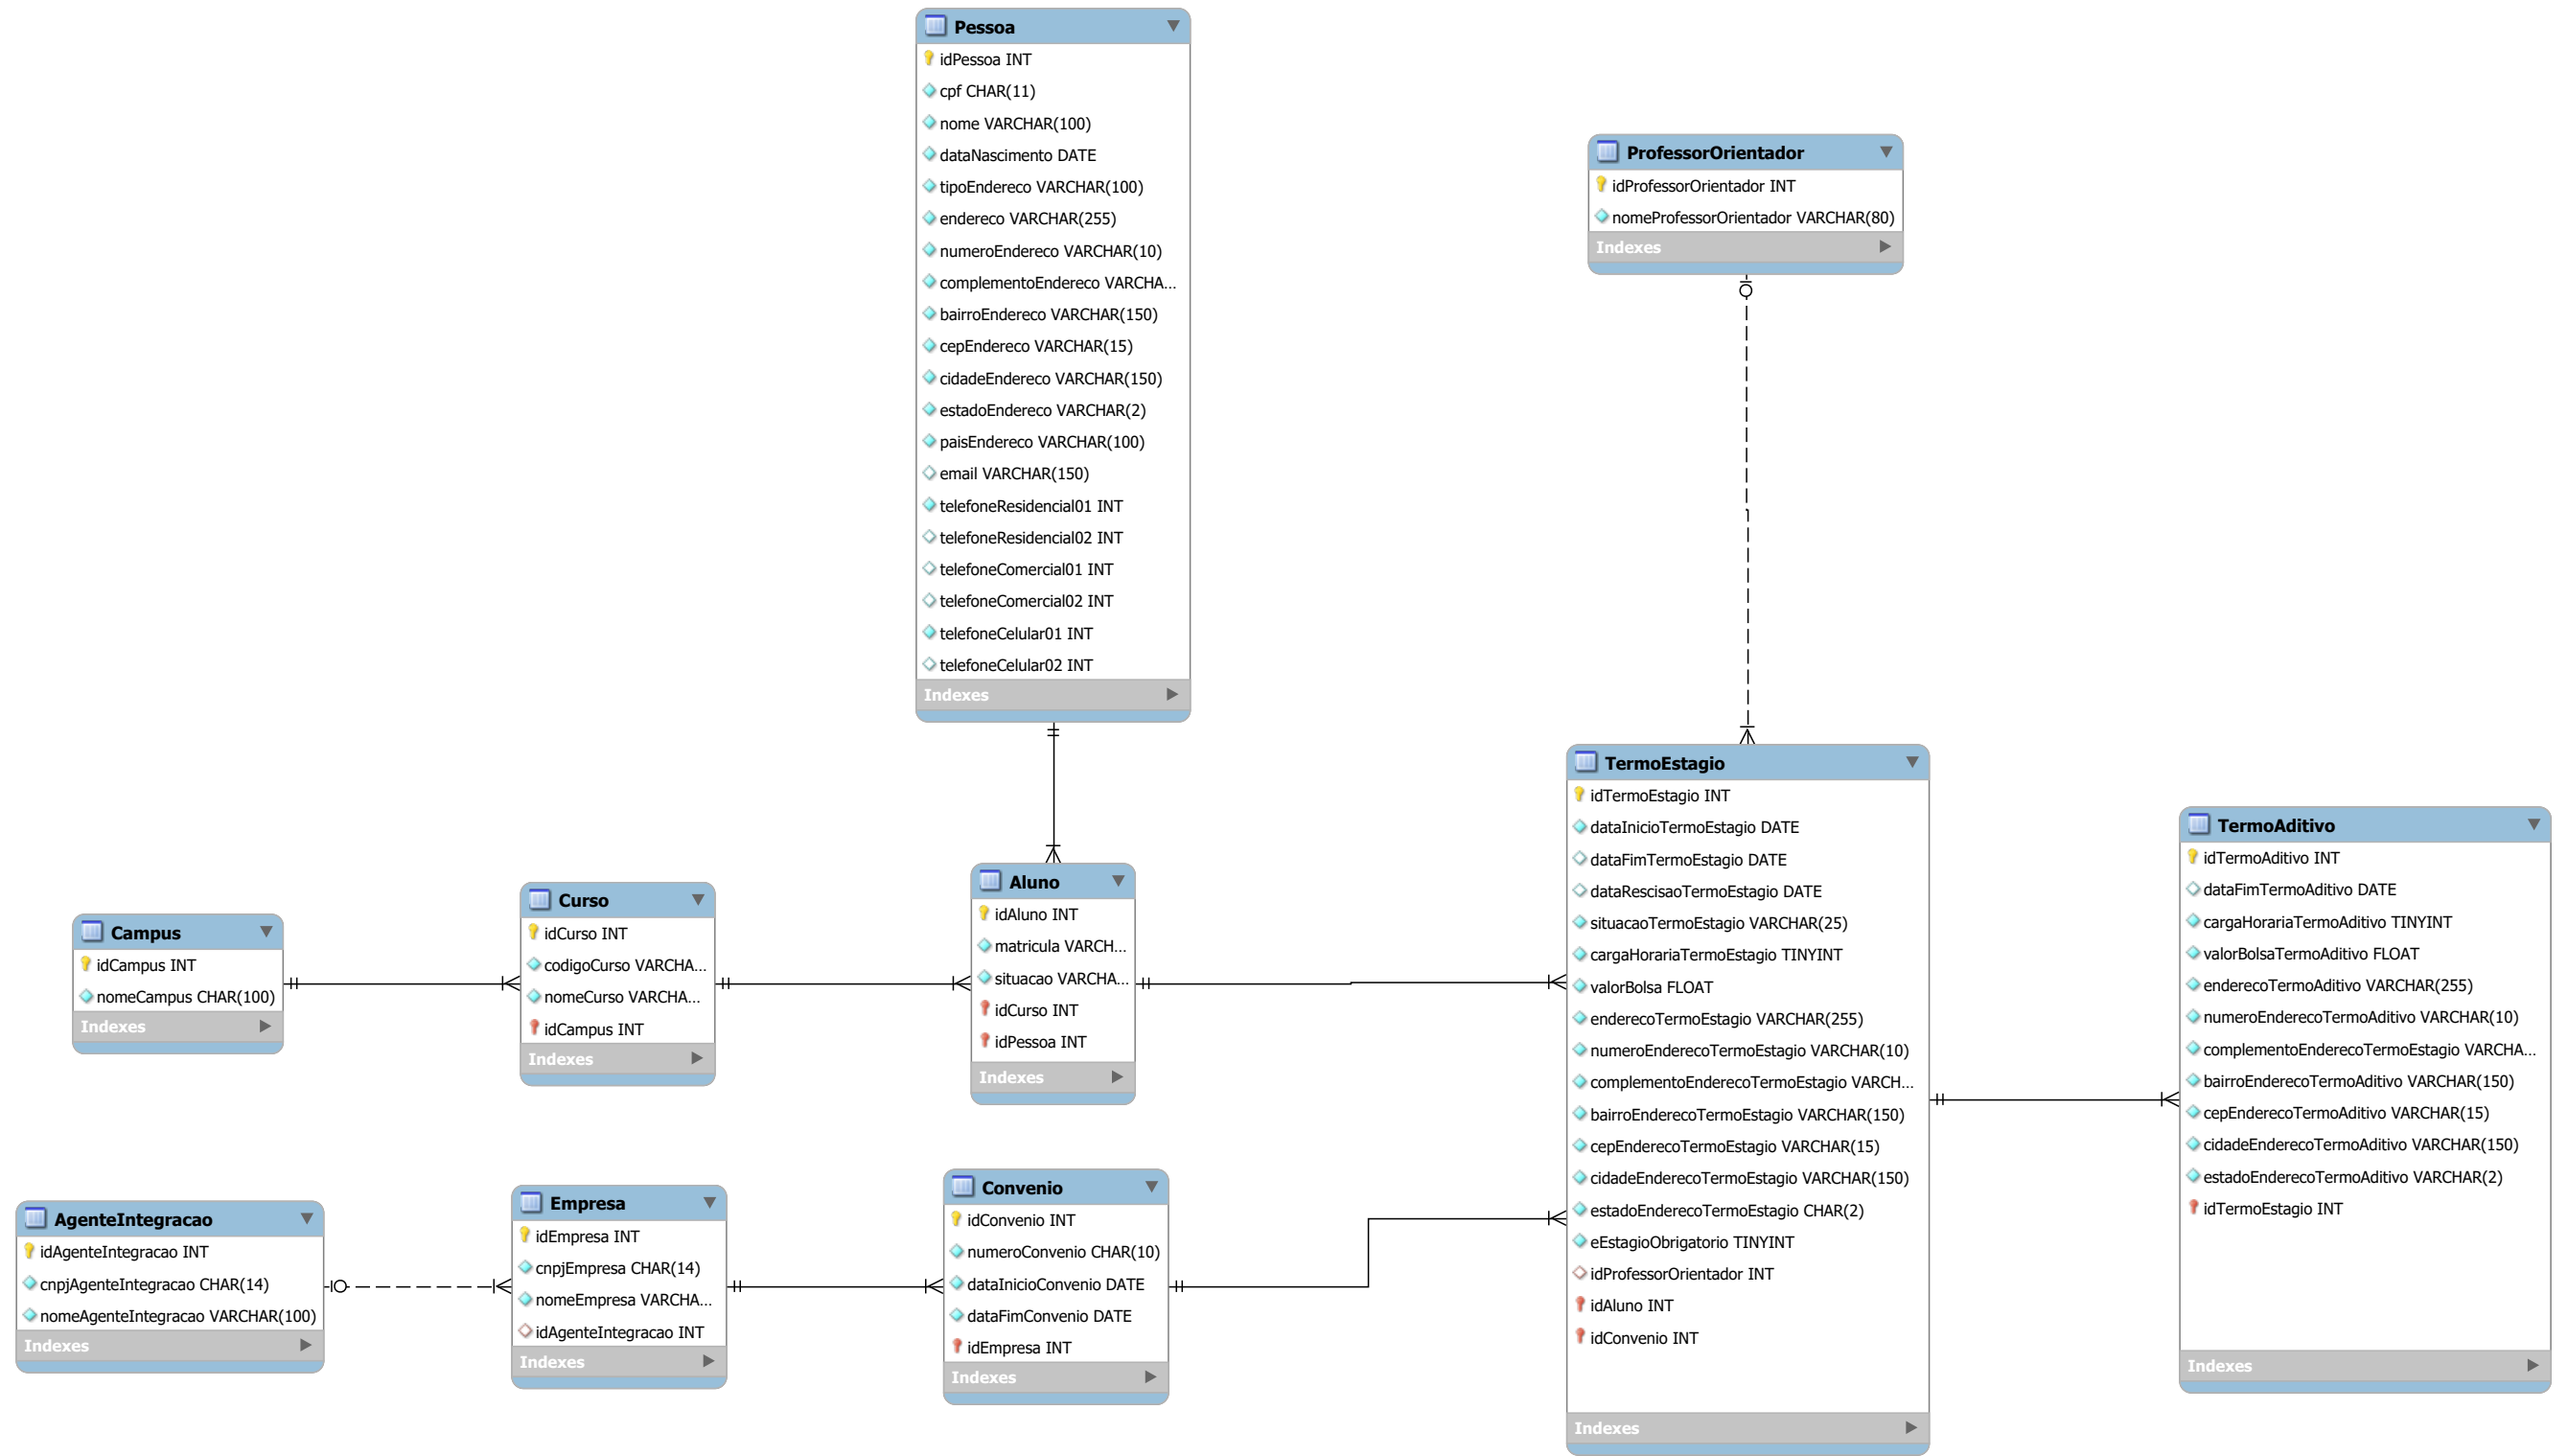 Pessoa
idPessoa INT
cpf CHAR(11)
nome VARCHAR(100)
dataNascimento DATE
tipoEndereco VARCHAR(100)
endereco VARCHAR(255)
numeroEndereco VARCHAR(10)
complementoEndereco VARCHA...
bairroEndereco VARCHAR(150)
cepEndereco VARCHAR(15)
cidadeEndereco VARCHAR(150)
estadoEndereco VARCHAR(2)
paisEndereco VARCHAR(100)
email VARCHAR(150)
telefoneResidencial01 INT
telefoneResidencial02 INT
telefoneComercial01 INT
telefoneComercial02 INT
telefoneCelular01 INT
telefoneCelular02 INT
Indexes
ProfessorOrientador
idProfessorOrientador INT
nomeProfessorOrientador VARCHAR(80)
Indexes
Campus
idCampus INT
nomeCampus CHAR(100)
Indexes
Curso
idCurso INT
codigoCurso VARCHA...
nomeCurso VARCHA...
idCampus INT
Indexes
Aluno
idAluno INT
matricula VARCH...
situacao VARCHA...
idCurso INT
idPessoa INT
Indexes
TermoEstagio
idTermoEstagio INT
dataInicioTermoEstagio DATE
dataFimTermoEstagio DATE
dataRescisaoTermoEstagio DATE
situacaoTermoEstagio VARCHAR(25)
cargaHorariaTermoEstagio TINYINT
valorBolsa FLOAT
enderecoTermoEstagio VARCHAR(255)
numeroEnderecoTermoEstagio VARCHAR(10)
complementoEnderecoTermoEstagio VARCH...
bairroEnderecoTermoEstagio VARCHAR(150)
cepEnderecoTermoEstagio VARCHAR(15)
cidadeEnderecoTermoEstagio VARCHAR(150)
estadoEnderecoTermoEstagio CHAR(2)
eEstagioObrigatorio TINYINT
idProfessorOrientador INT
idAluno INT
idConvenio INT
Indexes
TermoAditivo
idTermoAditivo INT
dataFimTermoAditivo DATE
cargaHorariaTermoAditivo TINYINT
valorBolsaTermoAditivo FLOAT
enderecoTermoAditivo VARCHAR(255)
numeroEnderecoTermoAditivo VARCHAR(10)
complementoEnderecoTermoEstagio VARCHA...
bairroEnderecoTermoAditivo VARCHAR(150)
cepEnderecoTermoAditivo VARCHAR(15)
cidadeEnderecoTermoAditivo VARCHAR(150)
estadoEnderecoTermoAditivo VARCHAR(2)
idTermoEstagio INT
Indexes
AgenteIntegracao
idAgenteIntegracao INT
cnpjAgenteIntegracao CHAR(14)
nomeAgenteIntegracao VARCHAR(100)
Indexes
Empresa
idEmpresa INT
cnpjEmpresa CHAR(14)
nomeEmpresa VARCHA...
idAgenteIntegracao INT
Indexes
Convenio
idConvenio INT
numeroConvenio CHAR(10)
dataInicioConvenio DATE
dataFimConvenio DATE
idEmpresa INT
Indexes